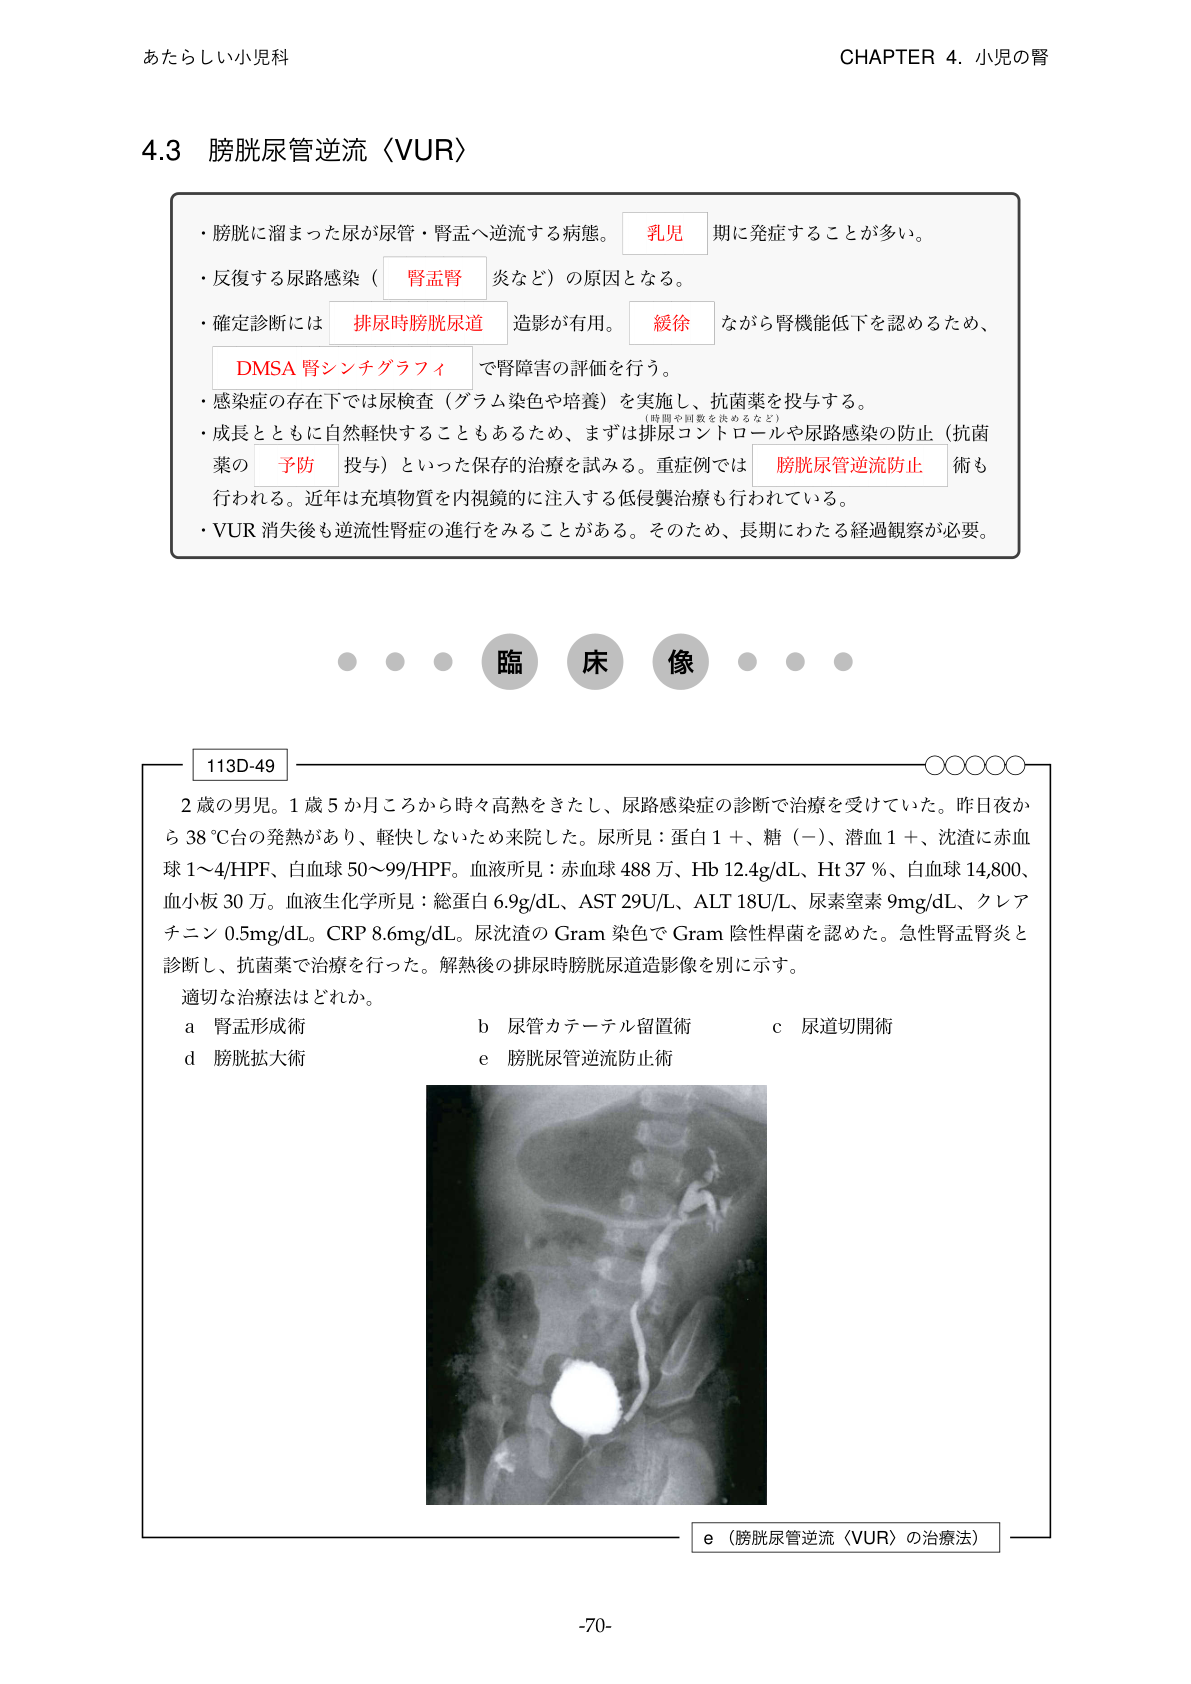 あたらしい小児科
CHAPTER 4. 小児の腎
4.3 膀胱尿管逆流〈VUR〉
・膀胱に溜まった尿が尿管・腎盂へ逆流する病態。 乳児 期に発症することが多い。
・反復する尿路感染（ 腎盂腎 炎など）の原因となる。
・確定診断には 排尿時膀胱尿道 造影が有用。 緩徐 ながら腎機能低下を認めるため、
DMSA 腎シンチグラフィ で腎障害の評価を行う。
・感染症の存在下では尿検査（グラム染色や培養）を実施し、抗菌薬を投与する。
（時間や回数を決めるなど）
・成長とともに自然軽快することもあるため、まずは排尿コントロールや尿路感染の防止（抗菌
薬の 予防 投与）といった保存的治療を試みる。重症例では 膀胱尿管逆流防止 術も
行われる。近年は充填物質を内視鏡的に注入する低侵襲治療も行われている。
・VUR 消失後も逆流性腎症の進行をみることがある。そのため、長期にわたる経過観察が必要。
臨床像
113D-49
2 歳の男児。1 歳 5 か月ころから時々高熱をきたし、尿路感染症の診断で治療を受けていた。昨日夜か
ら 38 ℃台の発熱があり、軽快しないため来院した。尿所見：蛋白 1 ＋、糖（－）、潜血 1 ＋、沈渣に赤血
球 1〜4/HPF、白血球 50〜99/HPF。血液所見：赤血球 488 万、Hb 12.4g/dL、Ht 37 ％、白血球 14,800、
血小板 30 万。血液生化学所見：総蛋白 6.9g/dL、AST 29U/L、ALT 18U/L、尿素窒素 9mg/dL、クレア
チニン 0.5mg/dL。CRP 8.6mg/dL。尿沈渣の Gram 染色で Gram 陰性桿菌を認めた。急性腎盂腎炎と
診断し、抗菌薬で治療を行った。解熱後の排尿時膀胱尿道造影像を別に示す。
適切な治療法はどれか。
a 腎盂形成術 b 尿管カテーテル留置術 c 尿道切開術
d 膀胱拡大術 e 膀胱尿管逆流防止術
e （膀胱尿管逆流〈VUR〉の治療法）
-70-